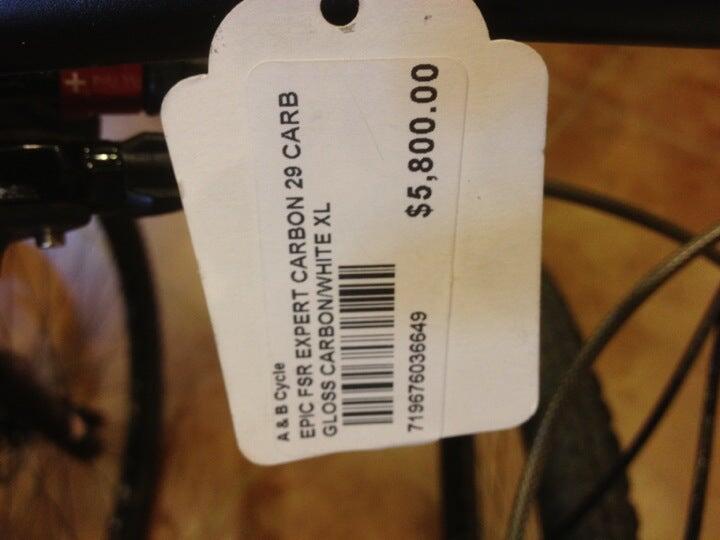 A & B Cycle
EPIC FSR EXPERT CARBON 29 CARB
GLOSS CARBON/WHITE XL
719676036649
$5,800.00